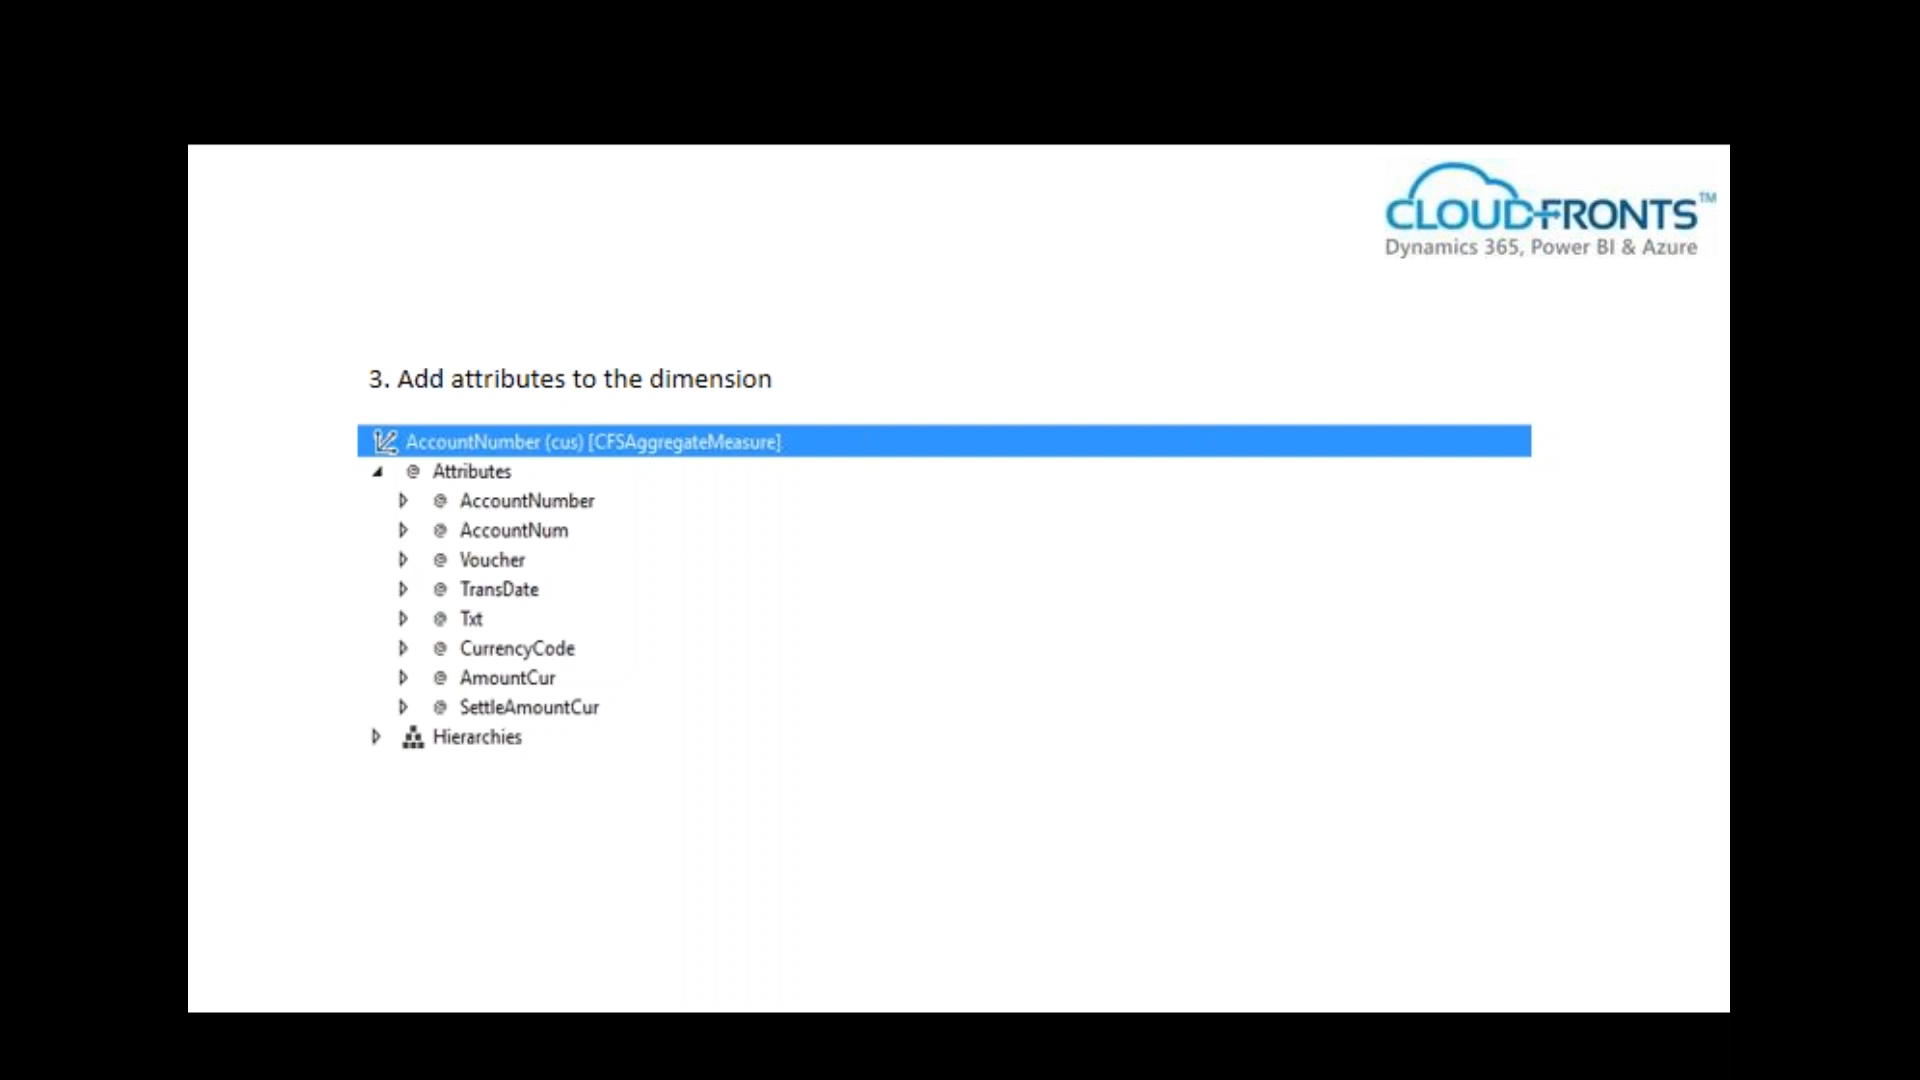 CLOUDFRONTS™
Dynamics 365, Power BI & Azure
3. Add attributes to the dimension
AccountNumber (cus) [CFSAggregateMeasure]
Attributes
AccountNumber
AccountNum
Voucher
TransDate
Txt
CurrencyCode
AmountCur
SettleAmountCur
Hierarchies